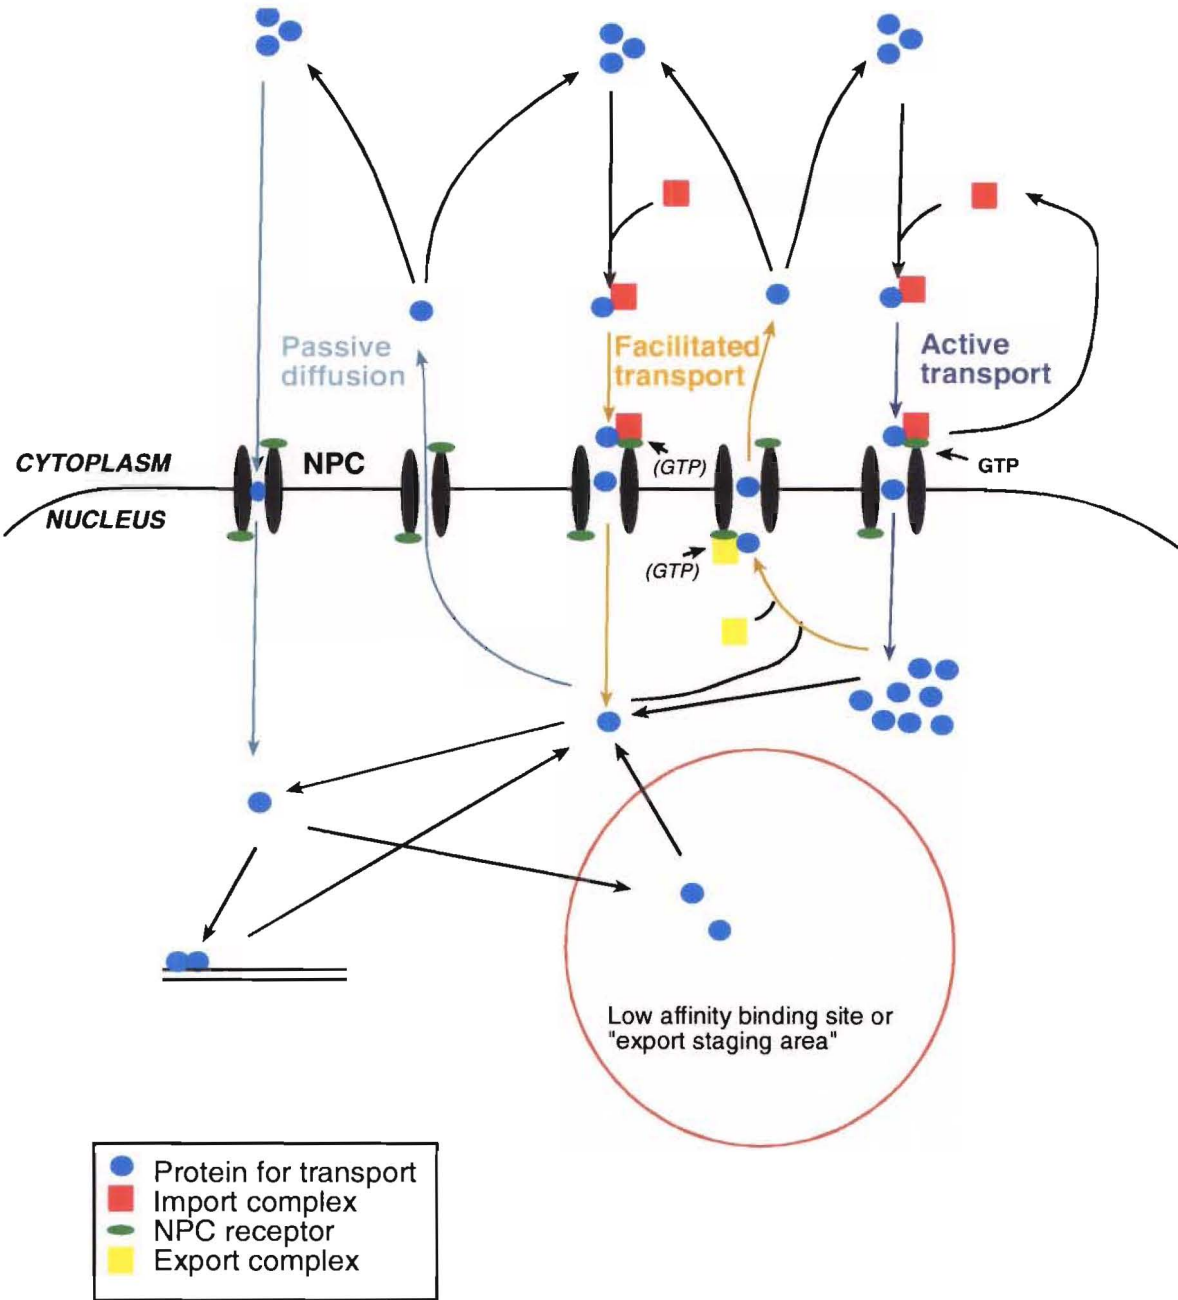 Passive
diffusion
Facilitated
transport
Active
transport
CYTOPLASM
NPC
(GTP)
GTP
NUCLEUS
(GTP)
Low affinity binding site or
"export staging area"
Protein for transport
Import complex
NPC receptor
Export complex